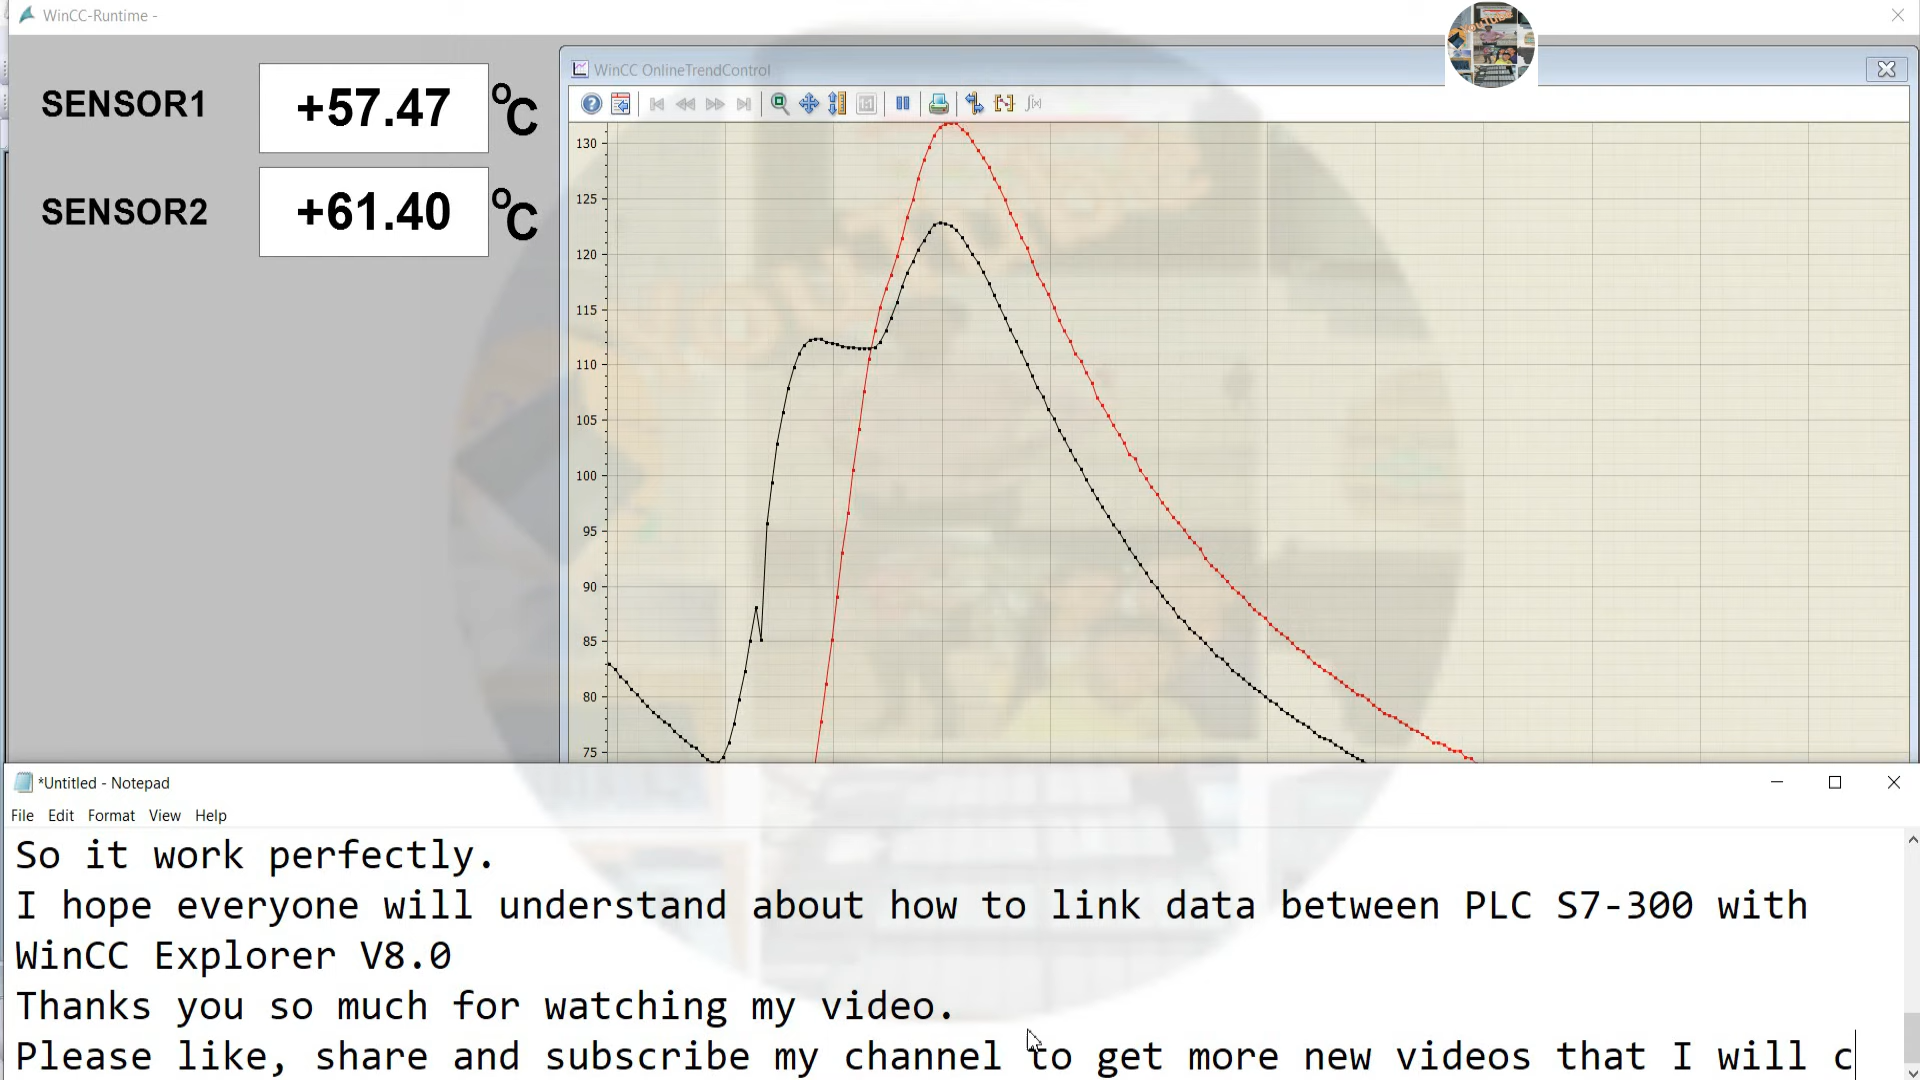 WinCC-Runtime -
SENSOR1 +57.47 °C
SENSOR2 +61.40 °C
WinCC OnlineTrendControl
130
125
120
115
110
105
100
95
90
85
80
75
*Untitled - Notepad
File Edit Format View Help
So it work perfectly.
I hope everyone will understand about how to link data between PLC S7-300 with
WinCC Explorer V8.0
Thanks you so much for watching my video.
Please like, share and subscribe my channel to get more new videos that I will c